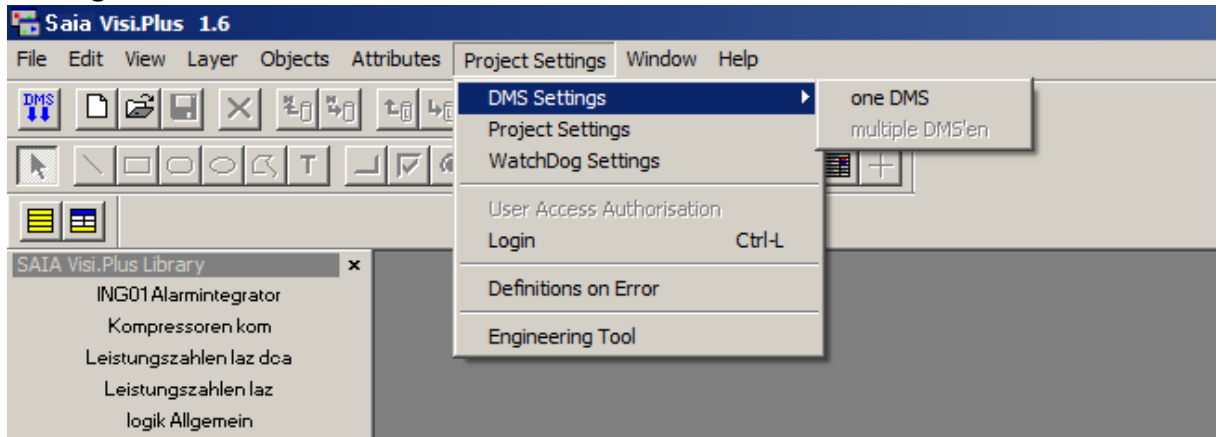 Saia Visi.Plus 1.6
File Edit View Layer Objects Attributes Project Settings Window Help
DMS
DMS Settings
one DMS
multiple DMS'en
Project Settings
WatchDog Settings
T
User Access Authorisation
Login Ctrl-L
Definitions on Error
Engineering Tool
SAIA Visi.Plus Library x
ING01 Alarmintegrator
Kompressoren kom
Leistungszahlen laz dca
Leistungszahlen laz
logik Allgemein